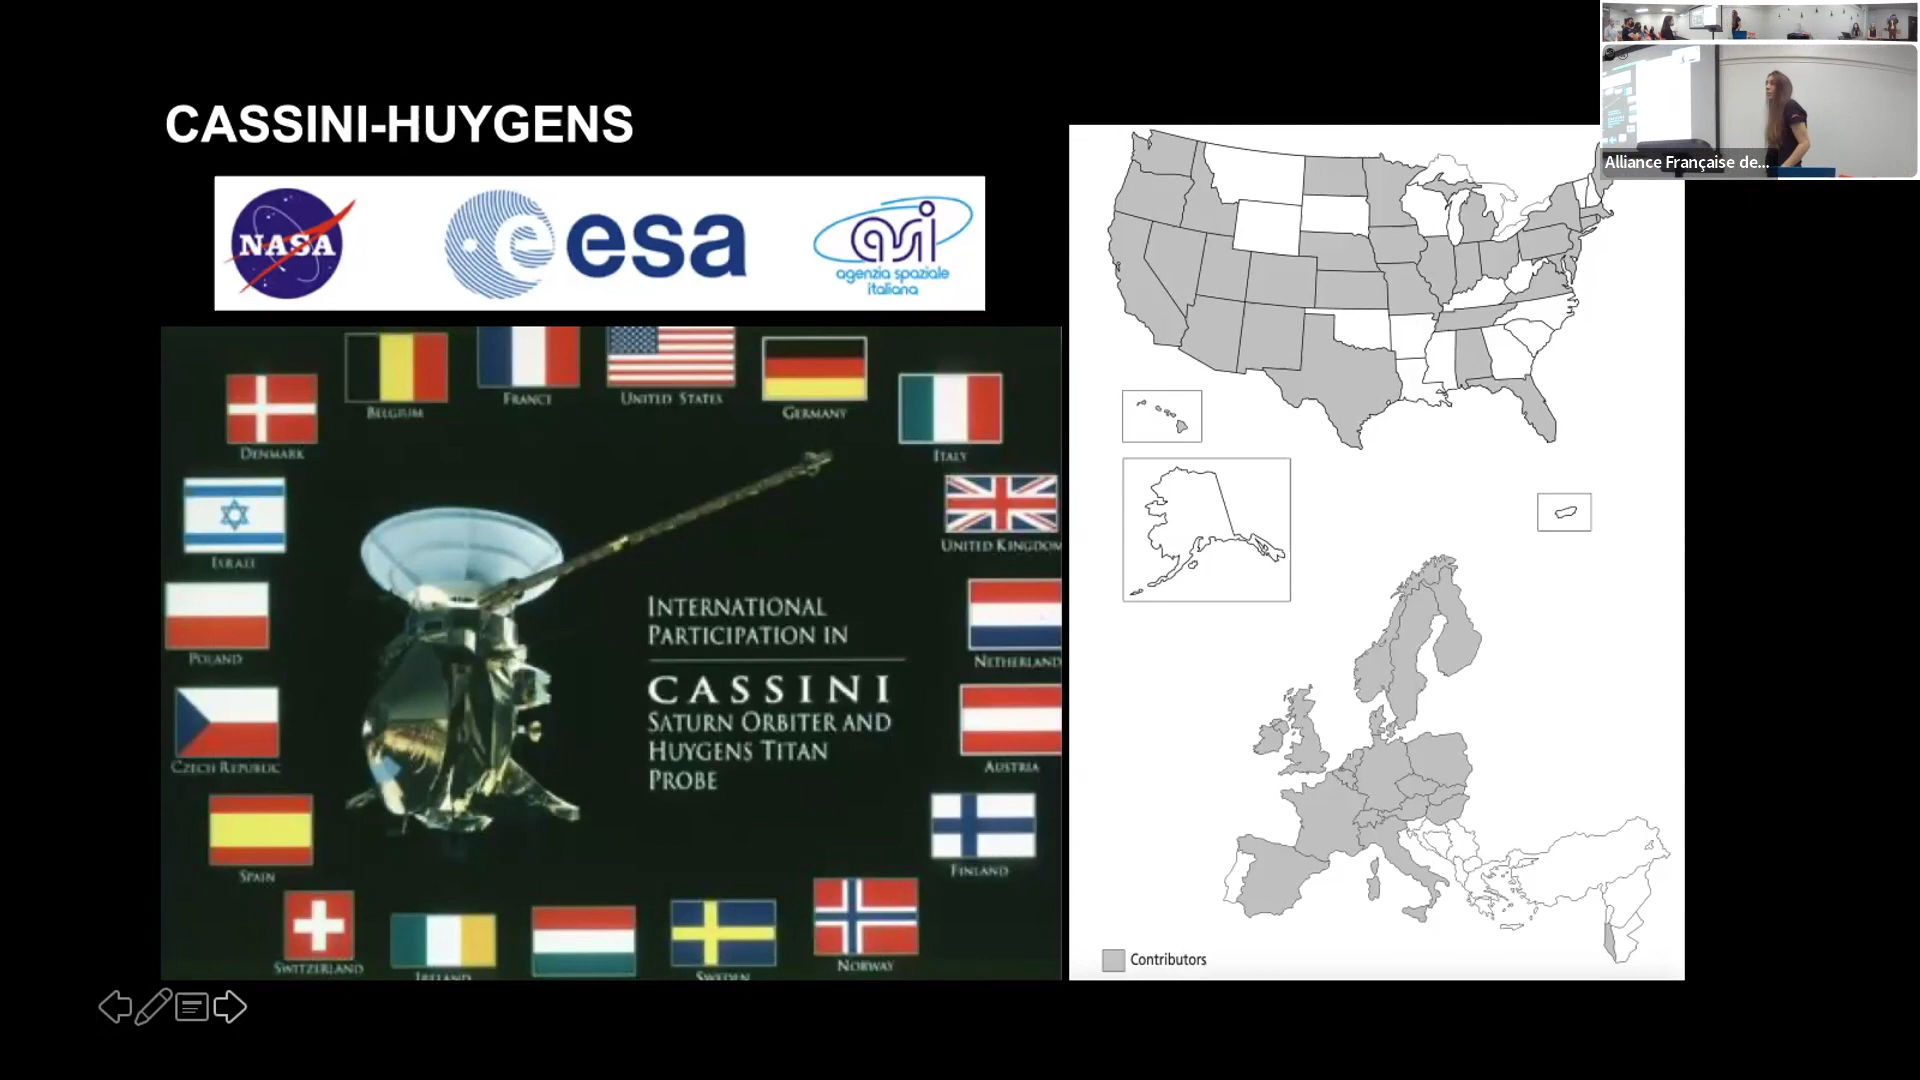 CASSINI-HUYGENS
NASA
esa
asi
agenzia spaziale
italiana
Alliance Française de...
BELGIUM
FRANCE
UNITED STATES
GERMANY
DENMARK
ITALY
ISRAEL
UNITED KINGDOM
POLAND
NETHERLAND
CZECH REPUBLIC
AUSTRIA
SPAIN
FINLAND
SWITZERLAND
IRELAND
SWEDEN
NORWAY
INTERNATIONAL
PARTICIPATION IN
CASSINI
SATURN ORBITER AND
HUYGENS TITAN
PROBE
Contributors